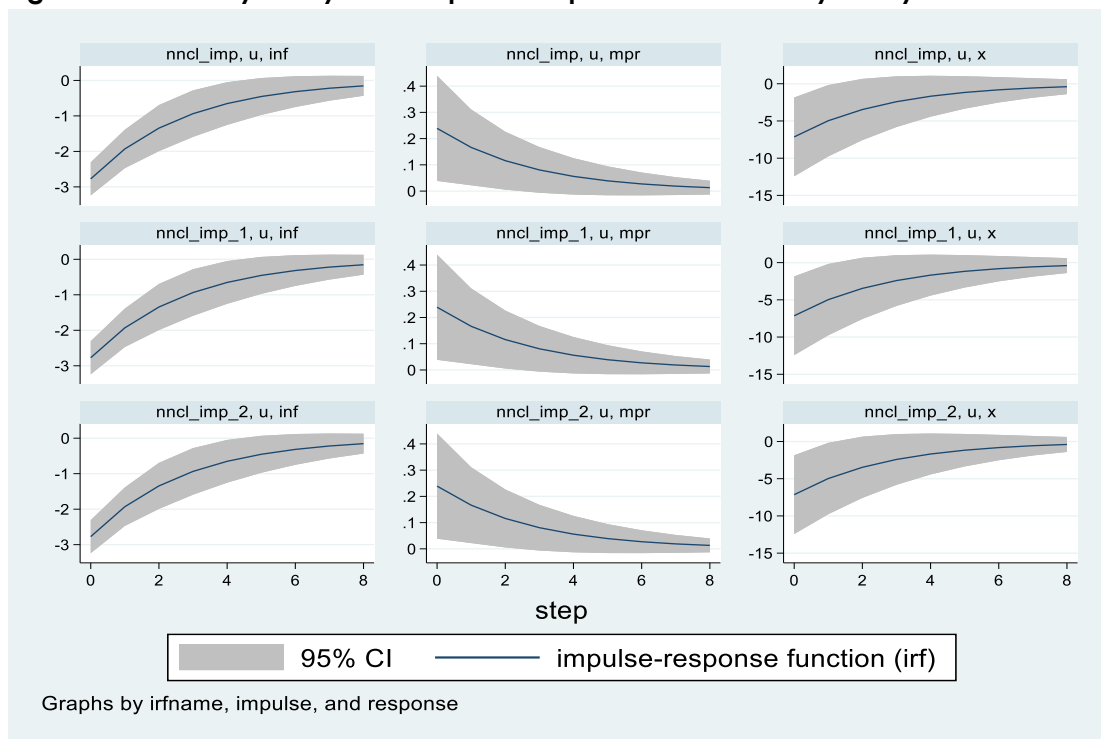 nncl_imp, u, inf
nncl_imp, u, mpr
nncl_imp, u, x
0
-1
-2
-3
.4
.3
.2
.1
0
0
-5
-10
-15
nncl_imp_1, u, inf
nncl_imp_1, u, mpr
nncl_imp_1, u, x
0
-1
-2
-3
.4
.3
.2
.1
0
0
-5
-10
-15
nncl_imp_2, u, inf
nncl_imp_2, u, mpr
nncl_imp_2, u, x
0
-1
-2
-3
.4
.3
.2
.1
0
0
-5
-10
-15
0 2 4 6 8
0 2 4 6 8
0 2 4 6 8
step
95% CI
impulse-response function (irf)
Graphs by irfname, impulse, and response